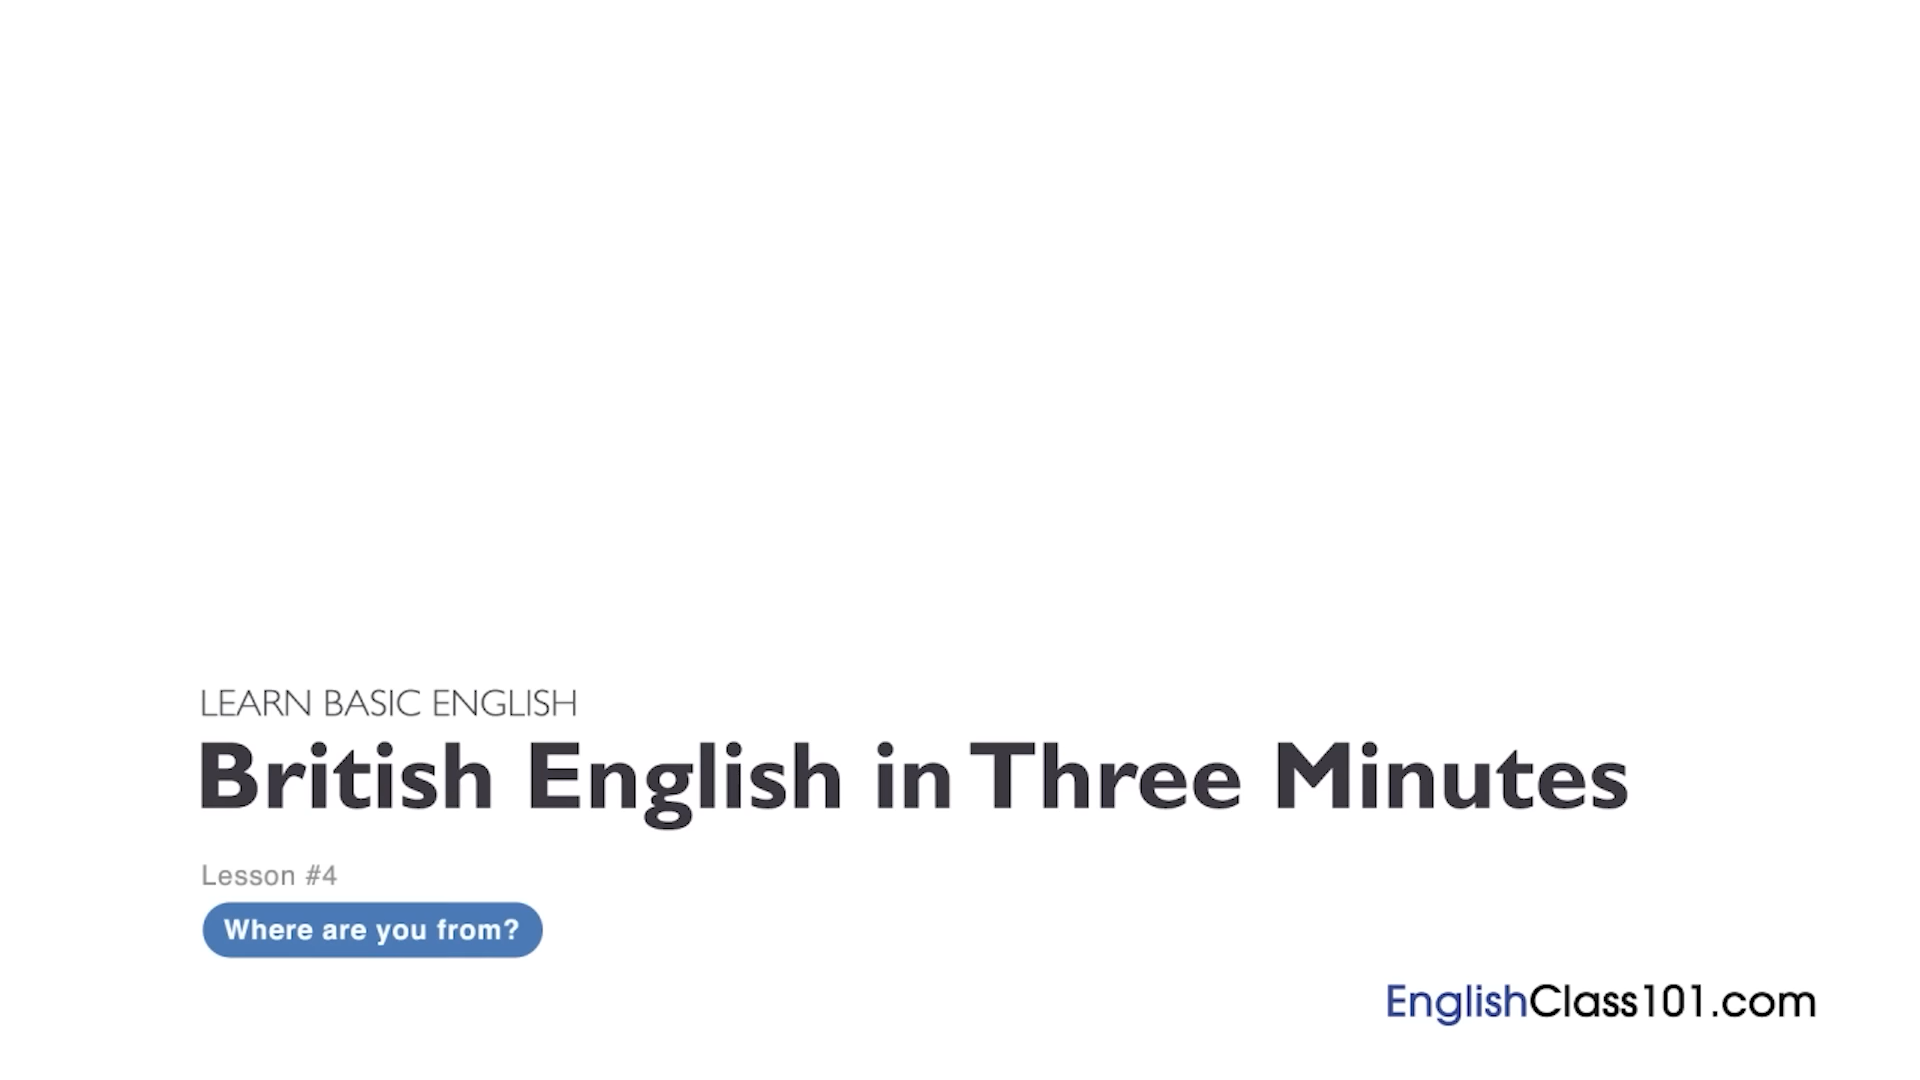 LEARN BASIC ENGLISH
British English in Three Minutes
Lesson #4
Where are you from?
EnglishClass101.com